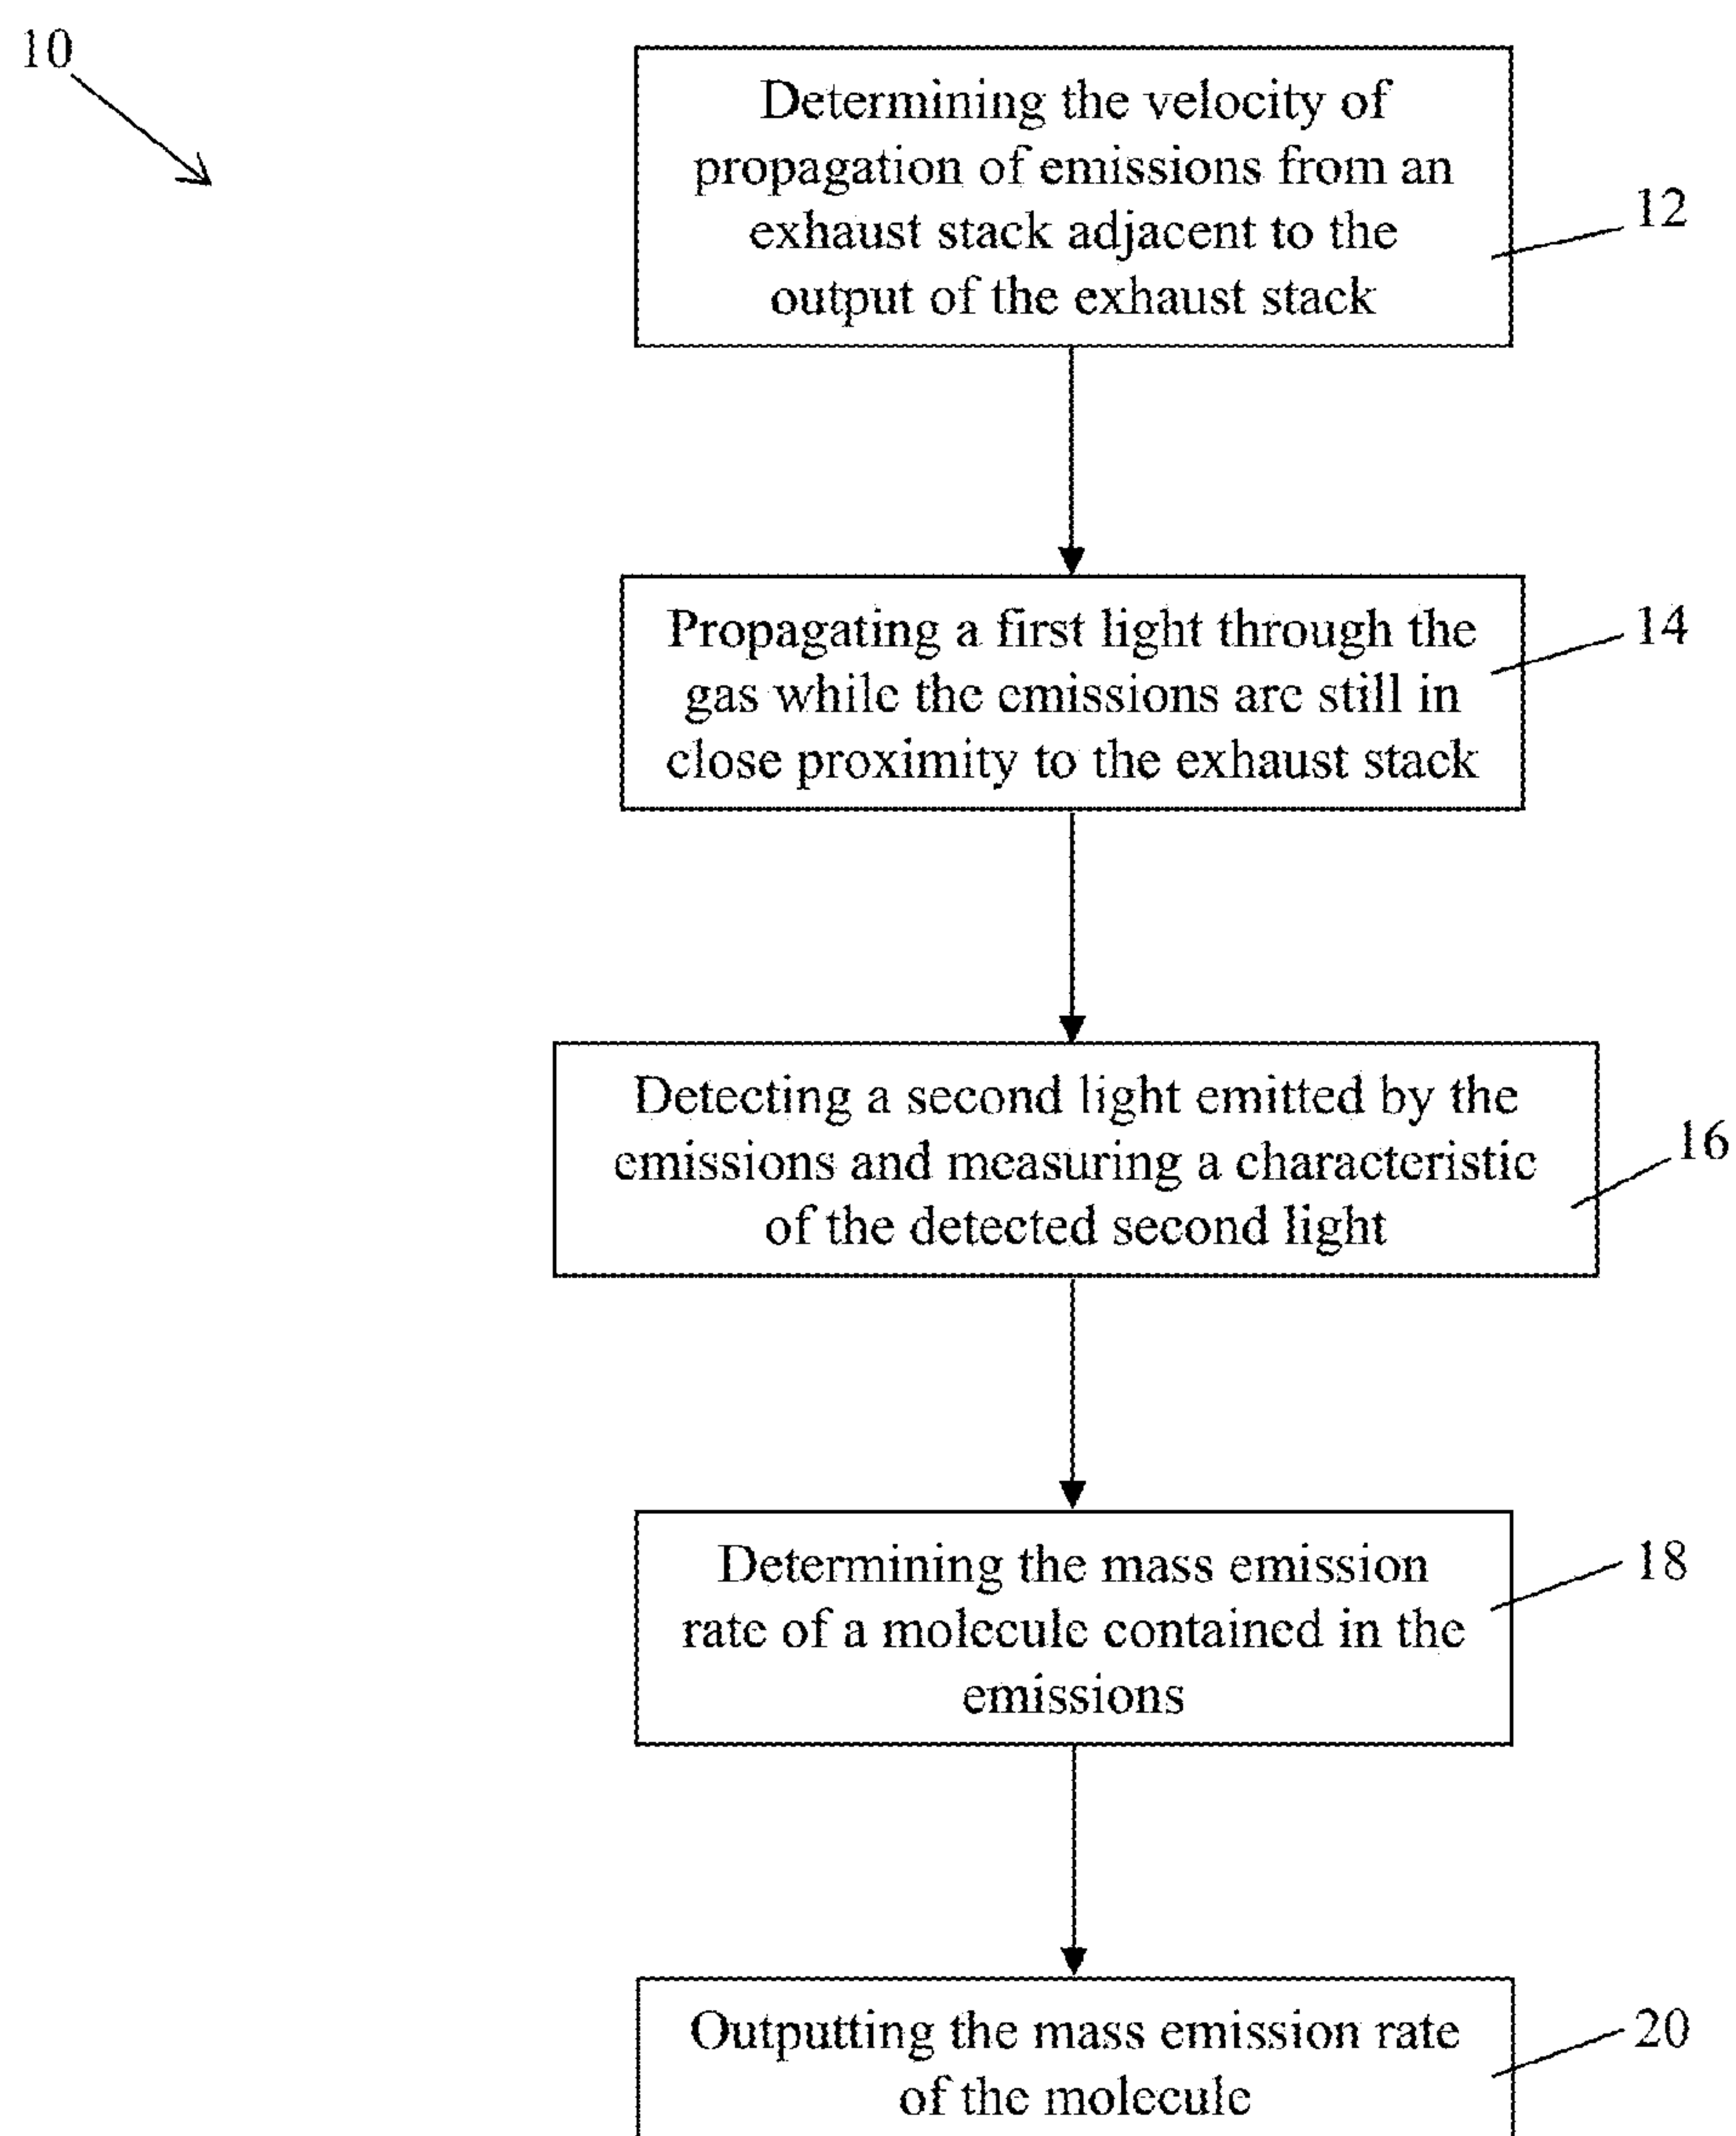 10
Determining the velocity of
propagation of emissions from an
exhaust stack adjacent to the
output of the exhaust stack
12
Propagating a first light through the
gas while the emissions are still in
close proximity to the exhaust stack
14
Detecting a second light emitted by the
emissions and measuring a characteristic
of the detected second light
16
Determining the mass emission
rate of a molecule contained in the
emissions
18
Outputting the mass emission rate
of the molecule
20